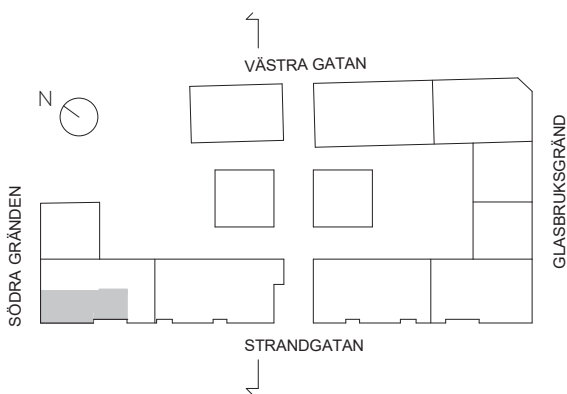 VÄSTRA GATAN
N
SÖDRA GRÄNDEN
GLASBRUKSGRÄND
STRANDGATAN